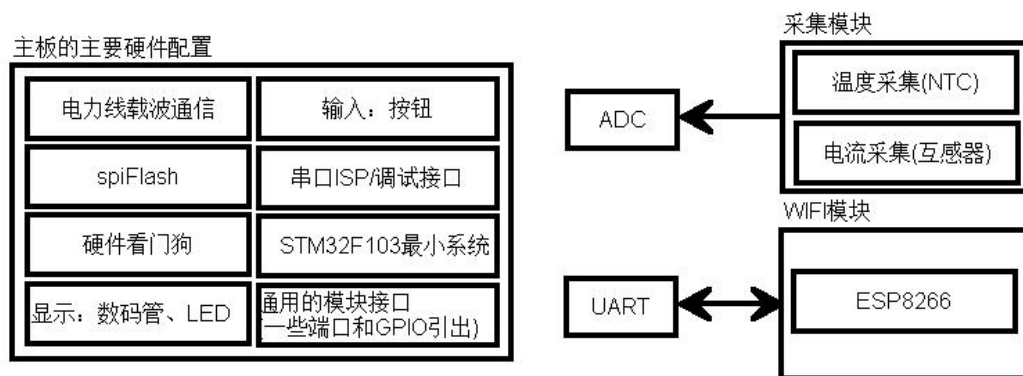 主板的主要硬件配置
电力线载波通信
输入：按钮
spiFlash
串口ISP/调试接口
硬件看门狗
STM32F103最小系统
显示：数码管、LED
通用的模块接口
(一些端口和GPIO引出)
采集模块
温度采集(NTC)
ADC
电流采集(互感器)
WIFI模块
UART
ESP8266